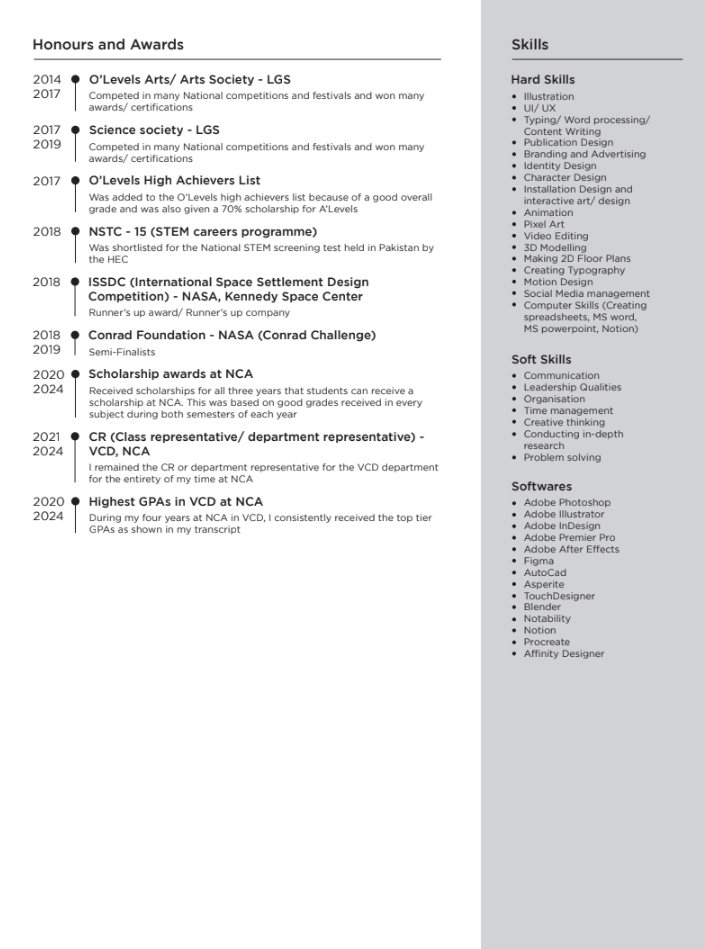 Honours and Awards
2014
2017
O'Levels Arts/ Arts Society - LGS
Competed in many National competitions and festivals and won many
awards/ certifications
2017
2019
Science society - LGS
Competed in many National competitions and festivals and won many
awards/ certifications
2017
O'Levels High Achievers List
Was added to the O'Levels high achievers list because of a good overall
grade and was also given a 70% scholarship for A'Levels
2018
NSTC - 15 (STEM careers programme)
Was shortlisted for the National STEM screening test held in Pakistan by
the HEC
2018
ISSDC (International Space Settlement Design
Competition) - NASA, Kennedy Space Center
Runner's up award/ Runner's up company
2018
2019
Conrad Foundation - NASA (Conrad Challenge)
Semi-Finalists
2020
2024
Scholarship awards at NCA
Received scholarships for all three years that students can receive a
scholarship at NCA. This was based on good grades received in every
subject during both semesters of each year
2021
2024
CR (Class representative/ department representative) -
VCD, NCA
I remained the CR or department representative for the VCD department
for the entirety of my time at NCA
2020
2024
Highest GPAs in VCD at NCA
During my four years at NCA in VCD, I consistently received the top tier
GPAs as shown in my transcript
Skills
Hard Skills
• Illustration
• UI/ UX
• Typing/ Word processing/
Content Writing
• Publication Design
• Branding and Advertising
• Identity Design
• Character Design
• Installation Design and
interactive art/ design
• Animation
• Pixel Art
• Video Editing
• 3D Modelling
• Making 2D Floor Plans
• Creating Typography
• Motion Design
• Social Media management
• Computer Skills (Creating
spreadsheets, MS word,
MS powerpoint, Notion)
Soft Skills
• Communication
• Leadership Qualities
• Organisation
• Time management
• Creative thinking
• Conducting in-depth
research
• Problem solving
Softwares
• Adobe Photoshop
• Adobe Illustrator
• Adobe InDesign
• Adobe Premier Pro
• Adobe After Effects
• Figma
• AutoCad
• Asperite
• TouchDesigner
• Blender
• Notability
• Notion
• Procreate
• Affinity Designer